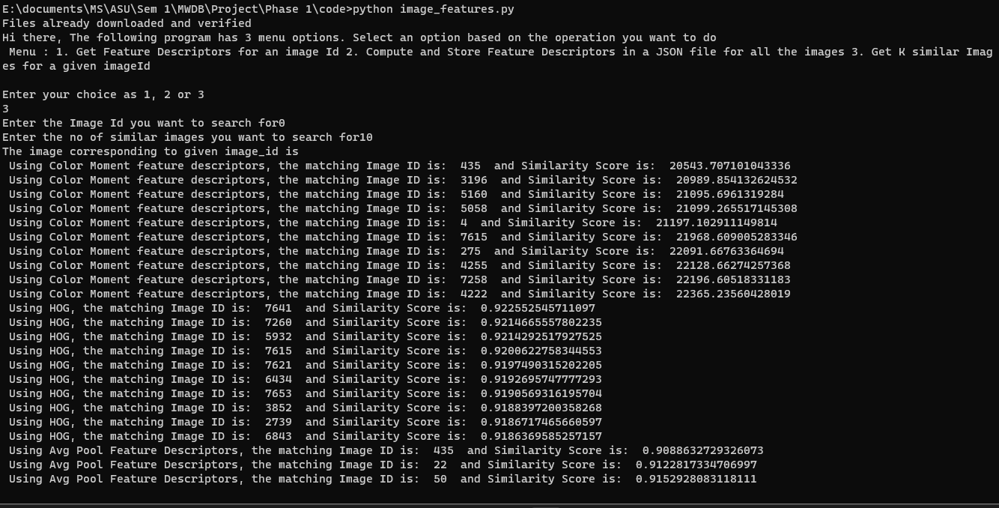 E:\documents\MS\ASU\Sem 1\MWDB\Project\Phase 1\code>python image_features.py
Files already downloaded and verified
Hi there, The following program has 3 menu options. Select an option based on the operation you want to do
 Menu : 1. Get Feature Descriptors for an image Id 2. Compute and Store Feature Descriptors in a JSON file for all the images 3. Get K similar Imag
es for a given imageId
Enter your choice as 1, 2 or 3
3
Enter the Image Id you want to search for0
Enter the no of similar images you want to search for10
The image corresponding to given image_id is
 Using Color Moment feature descriptors, the matching Image ID is:  435  and Similarity Score is:  20543.707101043336
 Using Color Moment feature descriptors, the matching Image ID is:  3196  and Similarity Score is:  20989.854132624532
 Using Color Moment feature descriptors, the matching Image ID is:  5160  and Similarity Score is:  21095.6961319284
 Using Color Moment feature descriptors, the matching Image ID is:  5058  and Similarity Score is:  21099.265517145308
 Using Color Moment feature descriptors, the matching Image ID is:  4  and Similarity Score is:  21197.102911149814
 Using Color Moment feature descriptors, the matching Image ID is:  7615  and Similarity Score is:  21968.609005283346
 Using Color Moment feature descriptors, the matching Image ID is:  275  and Similarity Score is:  22091.66763364694
 Using Color Moment feature descriptors, the matching Image ID is:  4255  and Similarity Score is:  22128.66274257368
 Using Color Moment feature descriptors, the matching Image ID is:  7258  and Similarity Score is:  22196.60518331183
 Using Color Moment feature descriptors, the matching Image ID is:  4222  and Similarity Score is:  22365.23560428019
 Using HOG, the matching Image ID is:  7641  and Similarity Score is:  0.922552545711097
 Using HOG, the matching Image ID is:  7260  and Similarity Score is:  0.9214665557802235
 Using HOG, the matching Image ID is:  5932  and Similarity Score is:  0.9214292517927525
 Using HOG, the matching Image ID is:  7615  and Similarity Score is:  0.9200622758344553
 Using HOG, the matching Image ID is:  7621  and Similarity Score is:  0.9197490315202205
 Using HOG, the matching Image ID is:  6434  and Similarity Score is:  0.9192695747777293
 Using HOG, the matching Image ID is:  7653  and Similarity Score is:  0.9190569316195704
 Using HOG, the matching Image ID is:  3852  and Similarity Score is:  0.9188397200358268
 Using HOG, the matching Image ID is:  2739  and Similarity Score is:  0.9186717465660597
 Using HOG, the matching Image ID is:  6843  and Similarity Score is:  0.9186369585257157
 Using Avg Pool Feature Descriptors, the matching Image ID is:  435  and Similarity Score is:  0.9088632729326073
 Using Avg Pool Feature Descriptors, the matching Image ID is:  22  and Similarity Score is:  0.9122817334706997
 Using Avg Pool Feature Descriptors, the matching Image ID is:  50  and Similarity Score is:  0.9152928083118111